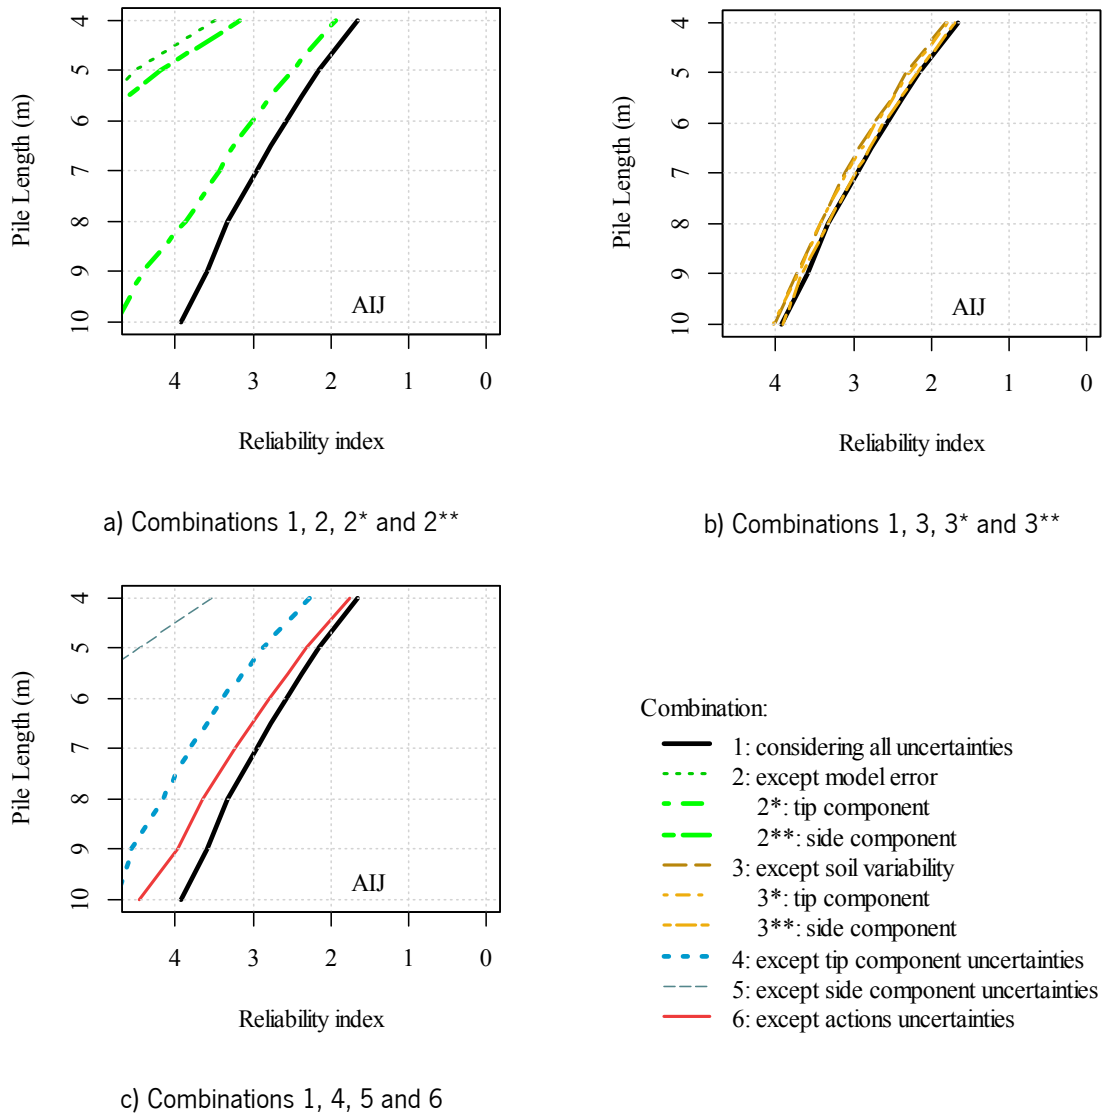 4
5
6
7
8
9
10
Pile Length (m)
AIJ
4 3 2 1 0
Reliability index
a) Combinations 1, 2, 2* and 2**
4
5
6
7
8
9
10
Pile Length (m)
AIJ
4 3 2 1 0
Reliability index
b) Combinations 1, 3, 3* and 3**
4
5
6
7
8
9
10
Pile Length (m)
AIJ
4 3 2 1 0
Reliability index
c) Combinations 1, 4, 5 and 6
Combination:
1: considering all uncertainties
2: except model error
2*: tip component
2**: side component
3: except soil variability
3*: tip component
3**: side component
4: except tip component uncertainties
5: except side component uncertainties
6: except actions uncertainties